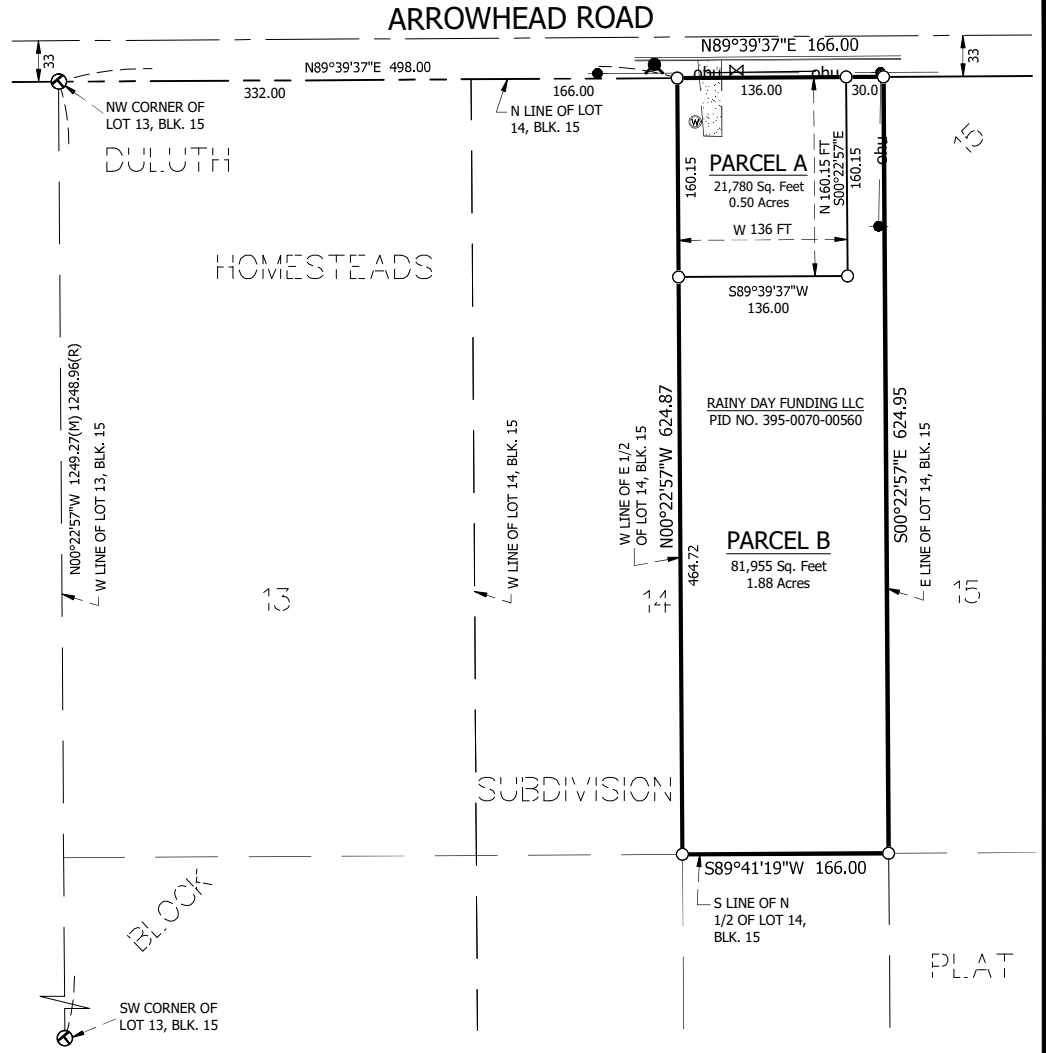 ARROWHEAD ROAD
33
N89°39'37"E 166.00
33
N89°39'37"E 498.00
ohu
ohu
332.00
166.00
136.00
30.0
NW CORNER OF
LOT 13, BLK. 15
N LINE OF LOT
14, BLK. 15
W
DULUTH
15
ohu
160.15
PARCEL A
21,780 Sq. Feet
0.50 Acres
N 160.15 FT
S00°22'57"E
160.15
W 136 FT
HOMESTEADS
S89°39'37"W
136.00
N00°22'57"W 1249.27(M) 1248.96(R)
W LINE OF LOT 13, BLK. 15
W LINE OF LOT 14, BLK. 15
W LINE OF E 1/2
OF LOT 14, BLK. 15
N00°22'57"W 624.87
464.72
RAINY DAY FUNDING LLC
PID NO. 395-0070-00560
S00°22'57"E 624.95
E LINE OF LOT 14, BLK. 15
PARCEL B
81,955 Sq. Feet
1.88 Acres
13
14
15
SUBDIVISION
S89°41'19"W 166.00
S LINE OF N
1/2 OF LOT 14,
BLK. 15
BLOCK
PLAT
SW CORNER OF
LOT 13, BLK. 15